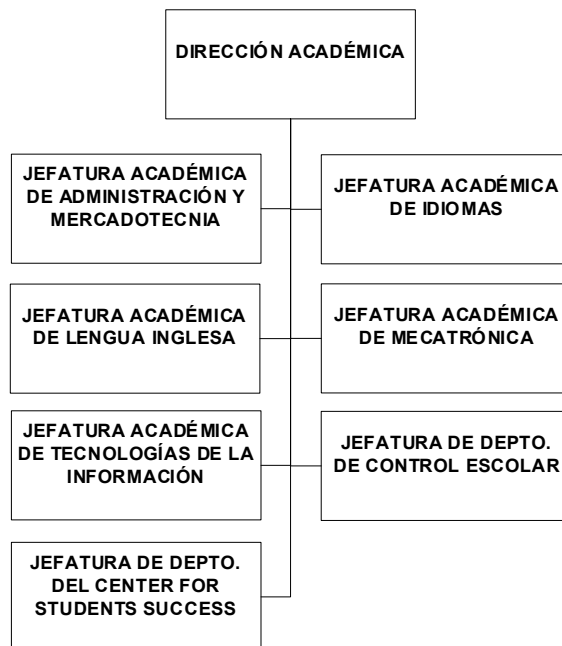 DIRECCIÓN ACADÉMICA
JEFATURA ACADÉMICA
DE ADMINISTRACIÓN Y
MERCADOTECNIA
JEFATURA ACADÉMICA
DE IDIOMAS
JEFATURA ACADÉMICA
DE LENGUA INGLESA
JEFATURA ACADÉMICA
DE MECATRÓNICA
JEFATURA ACADÉMICA
DE TECNOLOGÍAS DE LA
INFORMACIÓN
JEFATURA DE DEPTO.
DE CONTROL ESCOLAR
JEFATURA DE DEPTO.
DEL CENTER FOR
STUDENTS SUCCESS